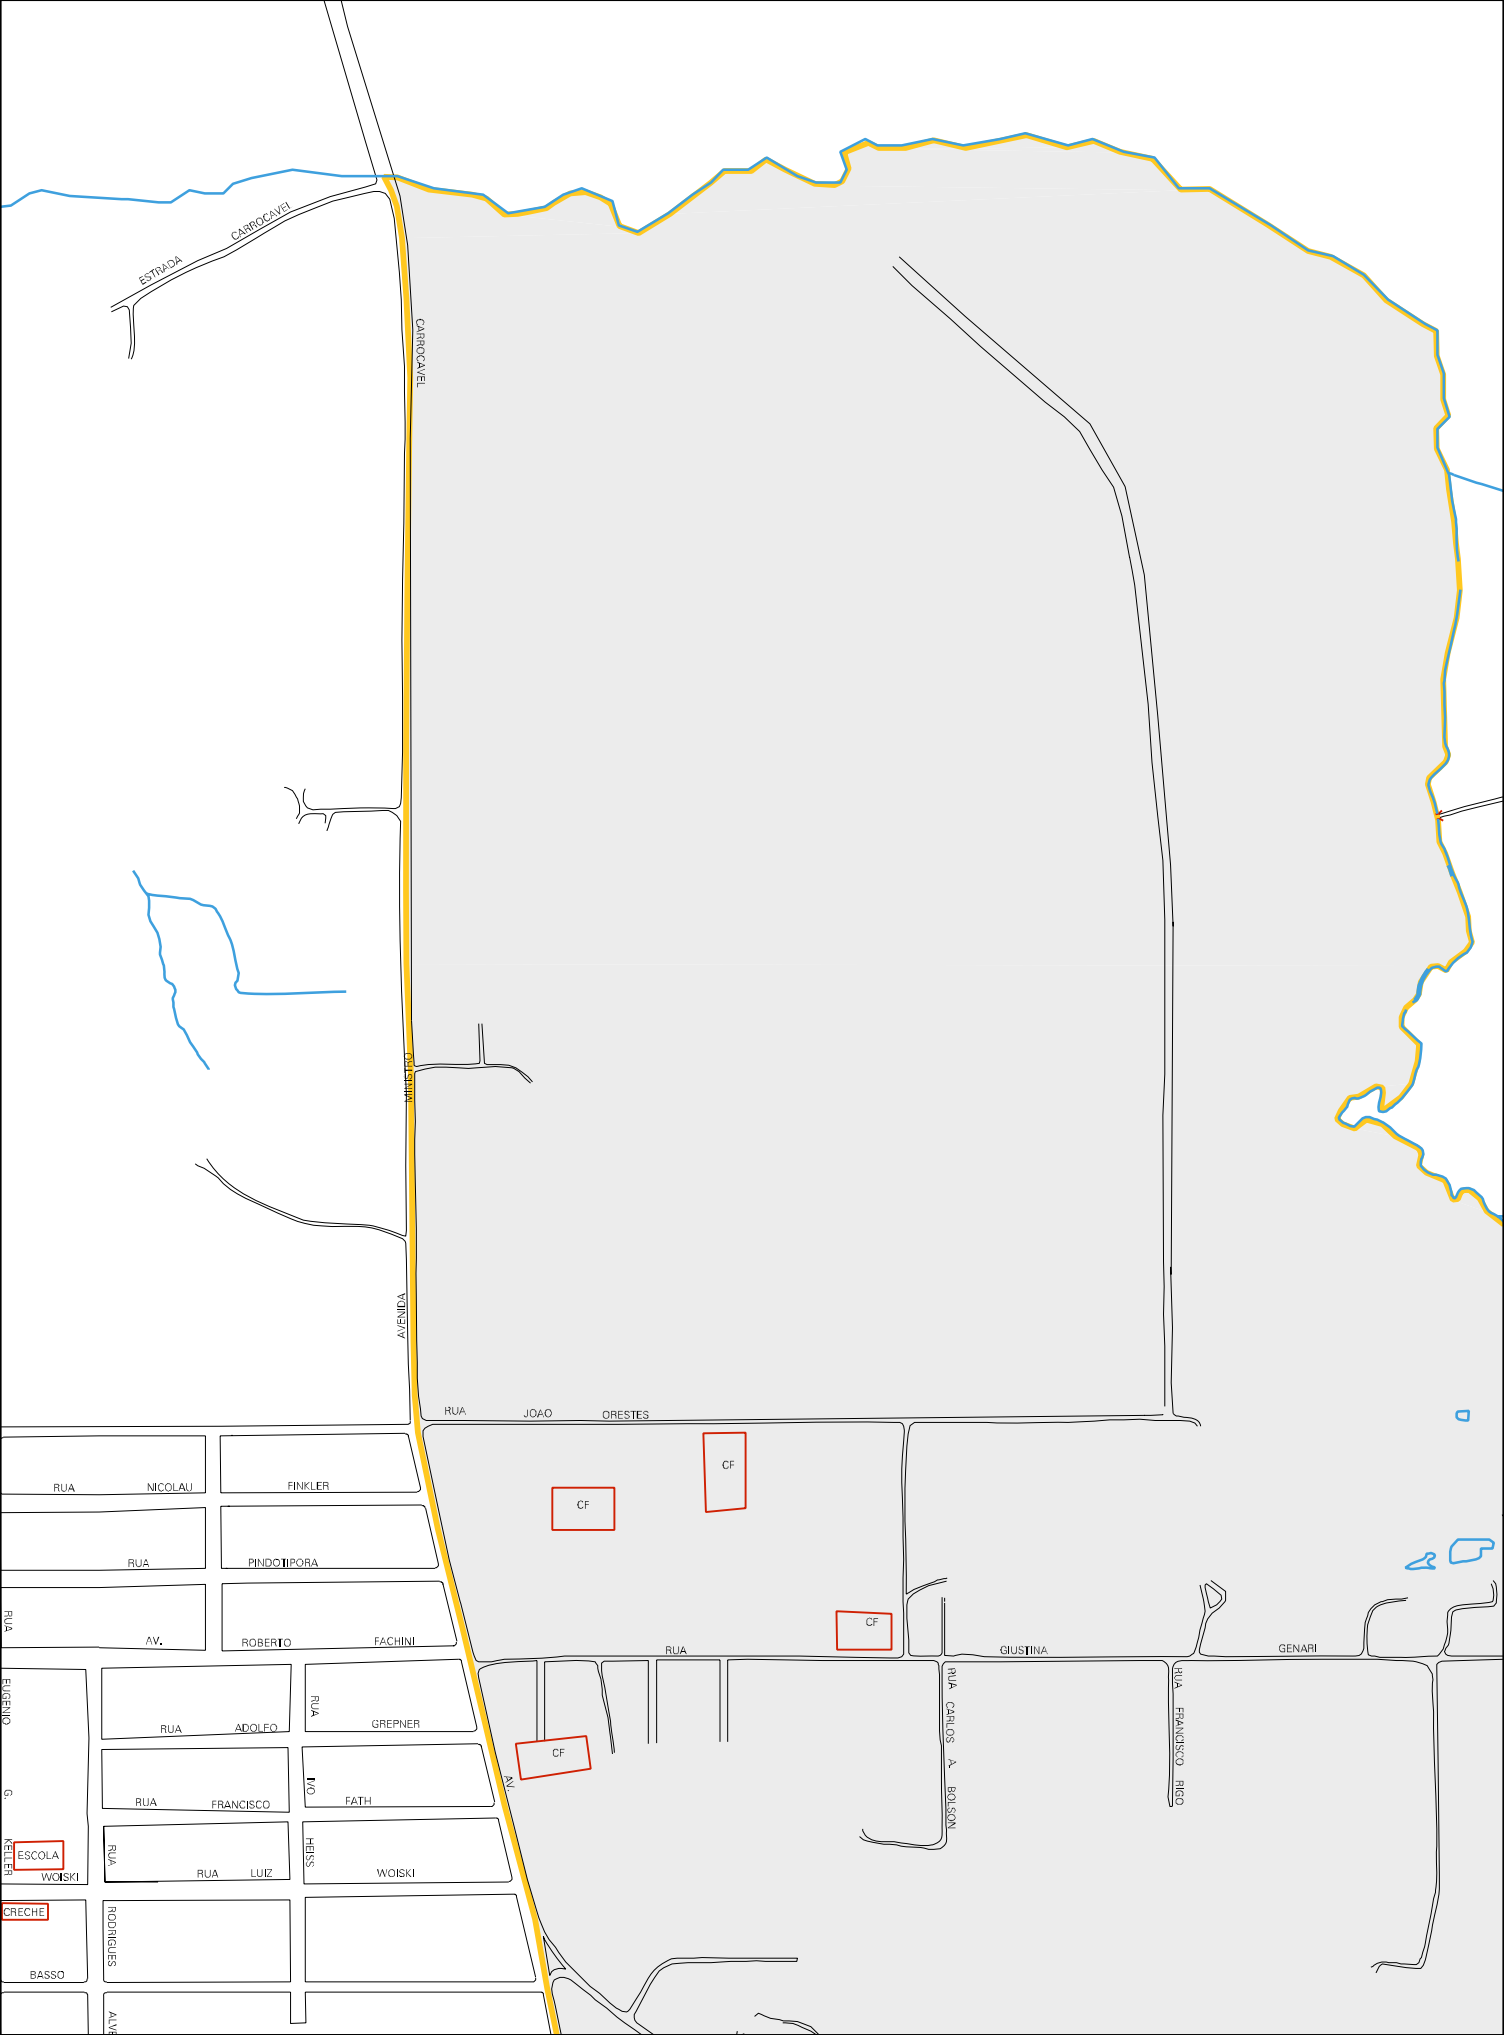 ESTRADA CARROCAVEL
CARROCAVEL
MINISTRO
AVENIDA
RUA JOAO ORESTES
CF
CF
RUA NICOLAU FINKLER
RUA PINDOTIPORA
RUA
CF
AV. ROBERTO FACHINI
RUA GIUSTINA GENARI
EUGENIO
RUA
RUA CARLOS A. BOLSON
RUA FRANCISCO RIGO
RUA ADOLFO GREPNER
CF
AV.
IVO
G.
RUA FRANCISCO FATH
KELLER
RUA
HEISS
ESCOLA
WOISKI
RUA LUIZ WOISKI
CRECHE
RODRIGUES
BASSO
ALVE